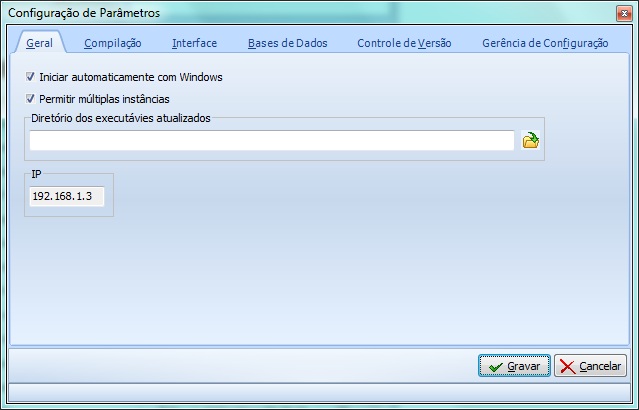 Configuração de Parâmetros
Geral Compilação Interface Bases de Dados Controle de Versão Gerência de Configuração
Iniciar automaticamente com Windows
Permitir múltiplas instâncias
Diretório dos executávies atualizados
IP
192.168.1.3
Gravar Cancelar